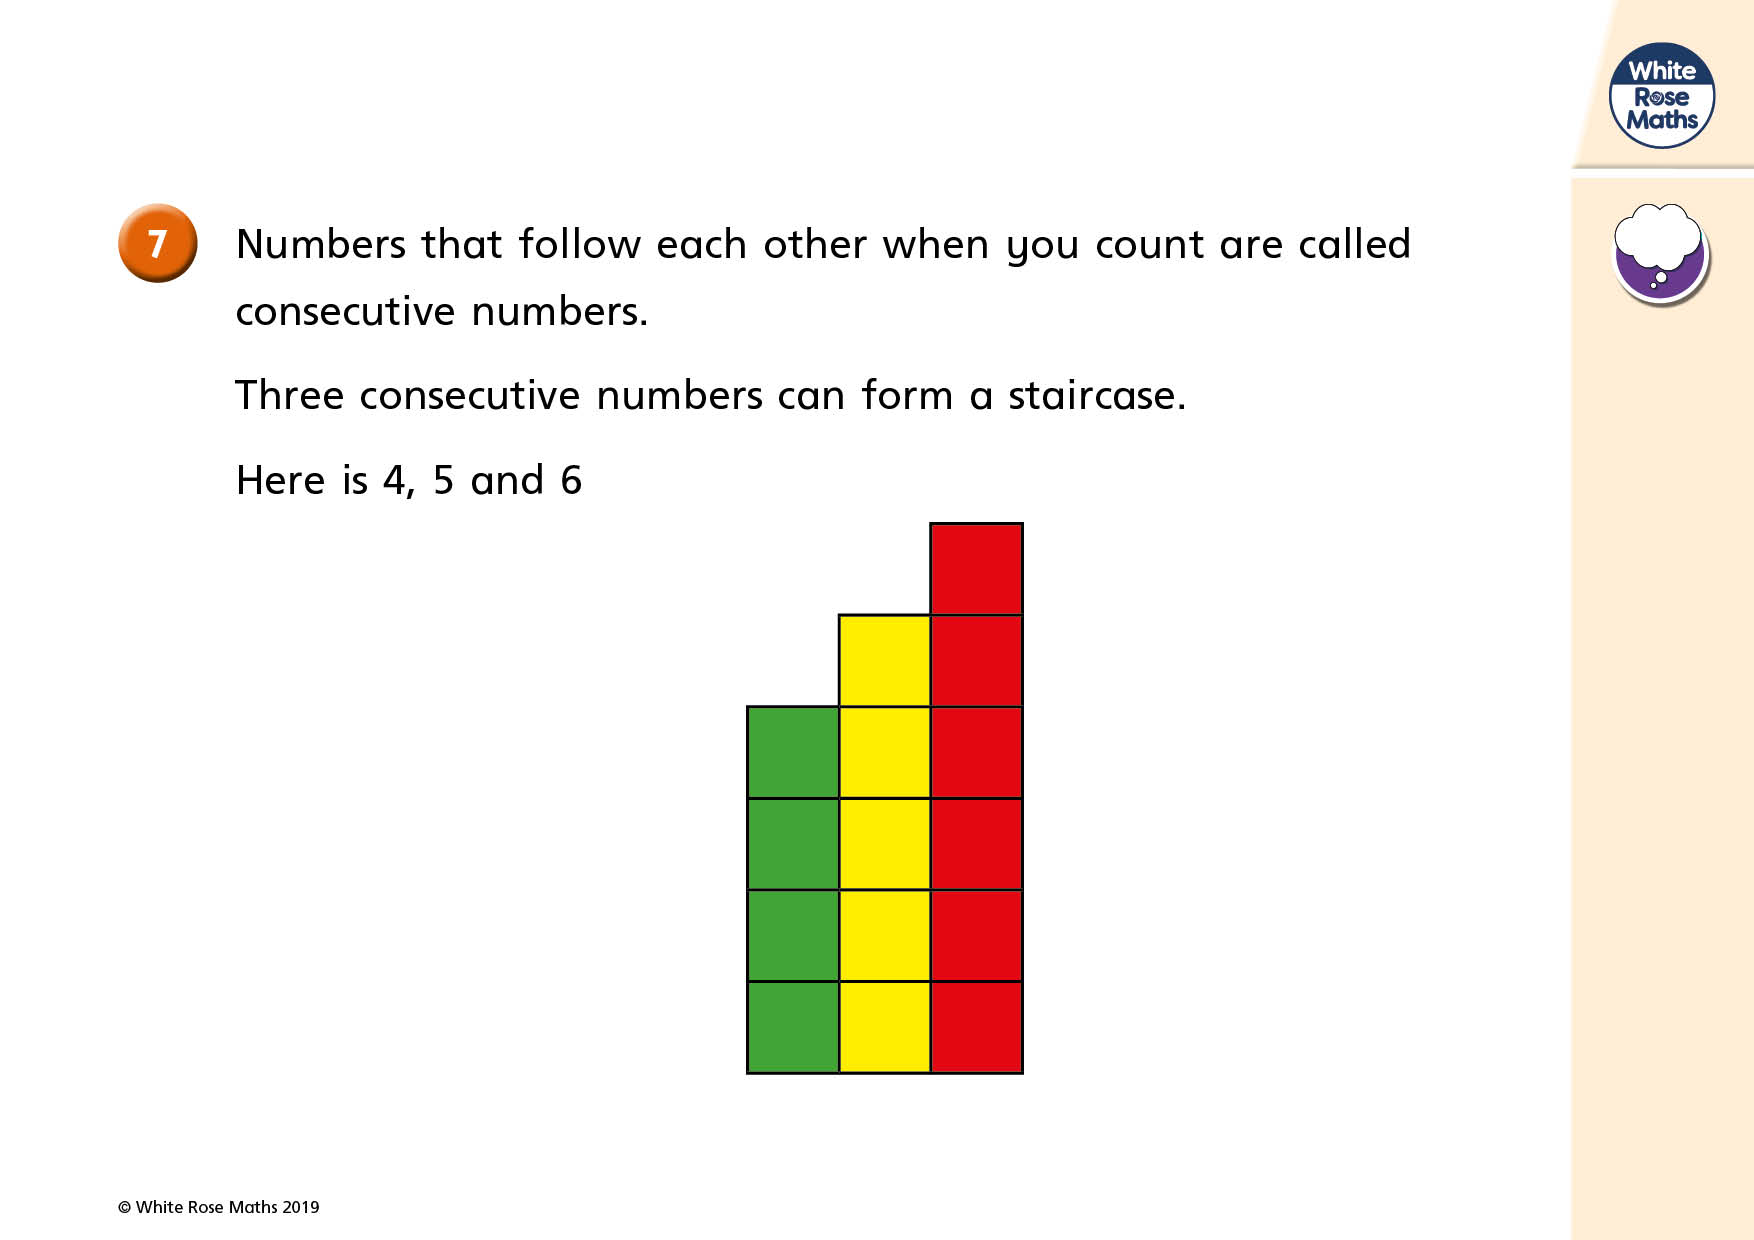 White
Rose
Maths
7
Numbers that follow each other when you count are called
consecutive numbers.
Three consecutive numbers can form a staircase.
Here is 4, 5 and 6
© White Rose Maths 2019